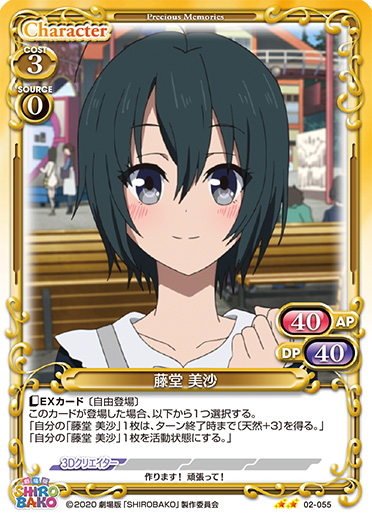 Precious Memories
Character
COST
3
SOURCE
0
40 AP
DP 40
藤堂 美沙
EXカード〔自由登場〕
このカードが登場した場合、以下から1つ選択する。
「自分の「藤堂 美沙」1枚は、ターン終了時まで『天然+3』を得る。」
「自分の「藤堂 美沙」1枚を活動状態にする。」
3Dクリエイター
作ります! 頑張って!
劇場版
SHIRO
BAKO
©2020 劇場版「SHIROBAKO」製作委員会
02-055